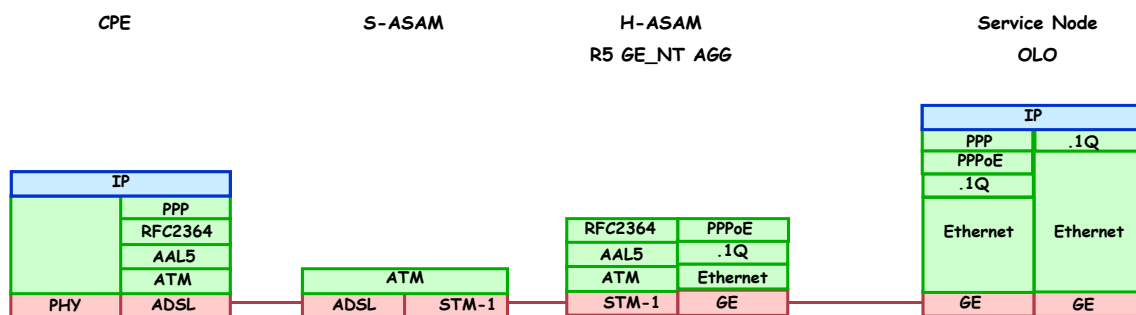 CPE
S-ASAM
H-ASAM
R5 GE_NT AGG
Service Node
OLO
IP
PPP
RFC2364
AAL5
ATM
PHY
ADSL
ATM
ADSL
STM-1
RFC2364
PPPoE
AAL5
.1Q
ATM
Ethernet
STM-1
GE
IP
PPP
.1Q
PPPoE
.1Q
Ethernet
Ethernet
GE
GE